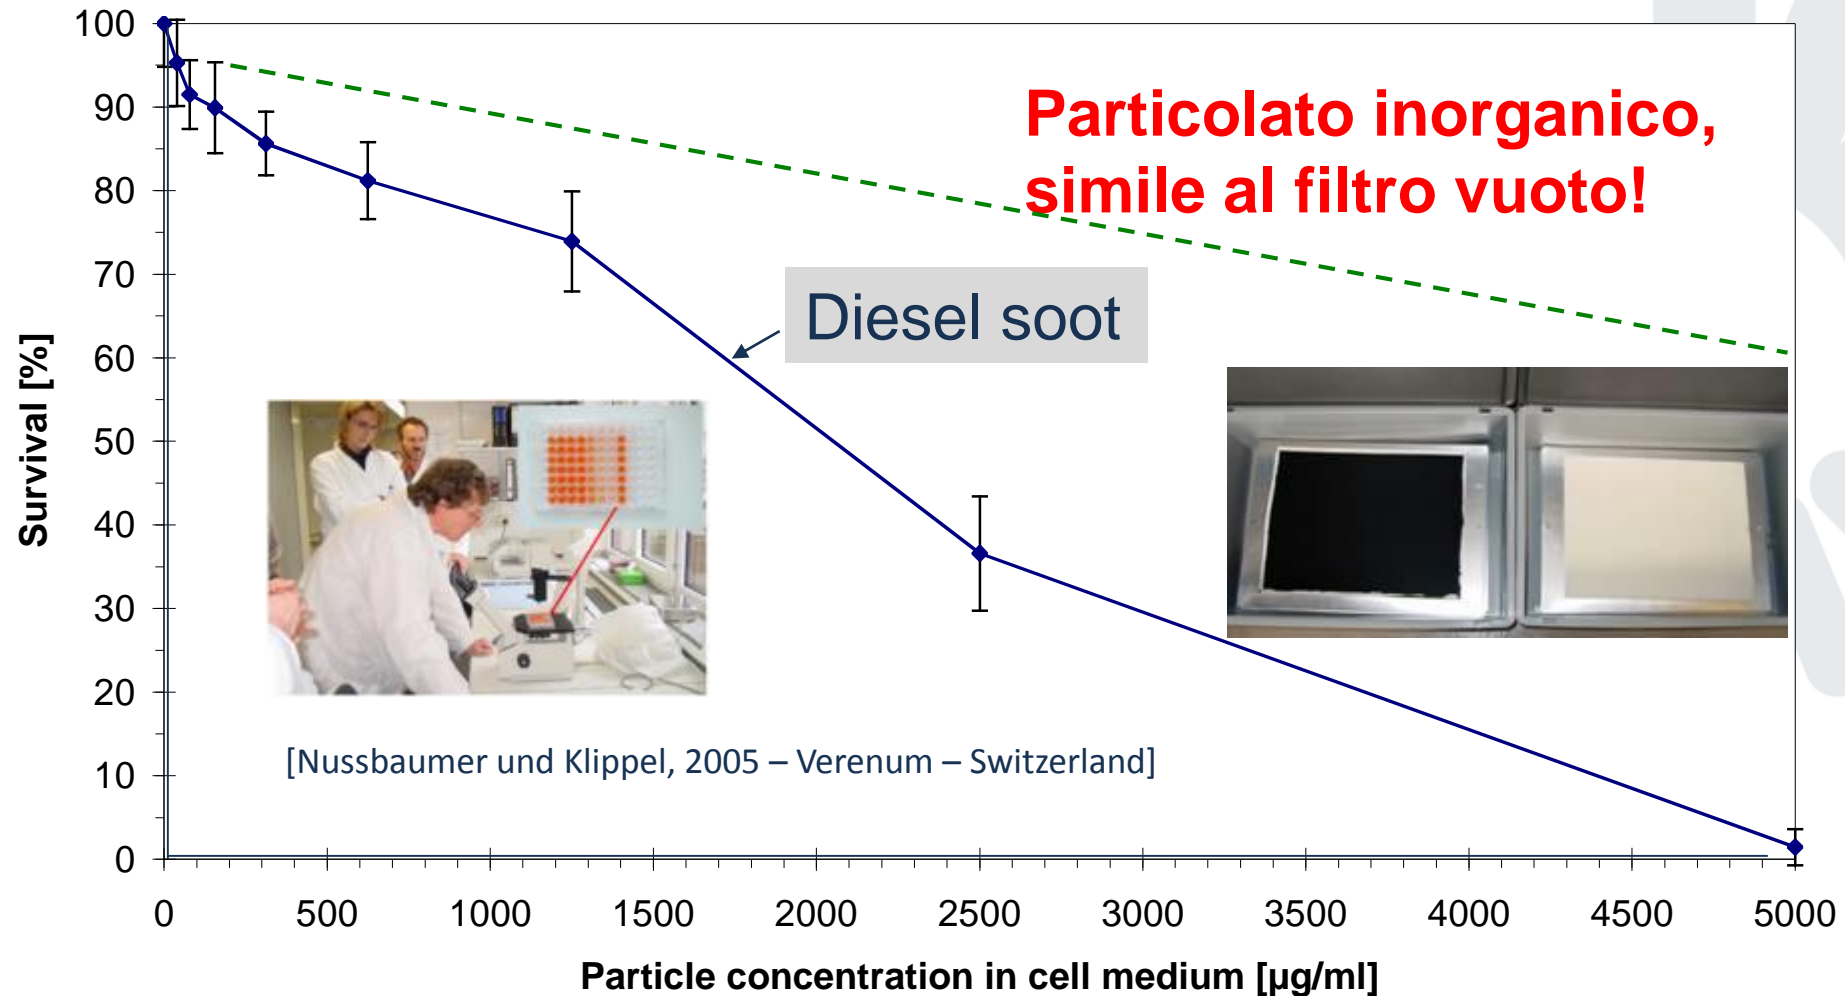 100
90
80
70
60
50
40
30
20
10
0
Survival [%]
Particolato inorganico,
simile al filtro vuoto!
Diesel soot
[Nussbaumer und Klippel, 2005 – Verenum – Switzerland]
0 500 1000 1500 2000 2500 3000 3500 4000 4500 5000
Particle concentration in cell medium [µg/ml]